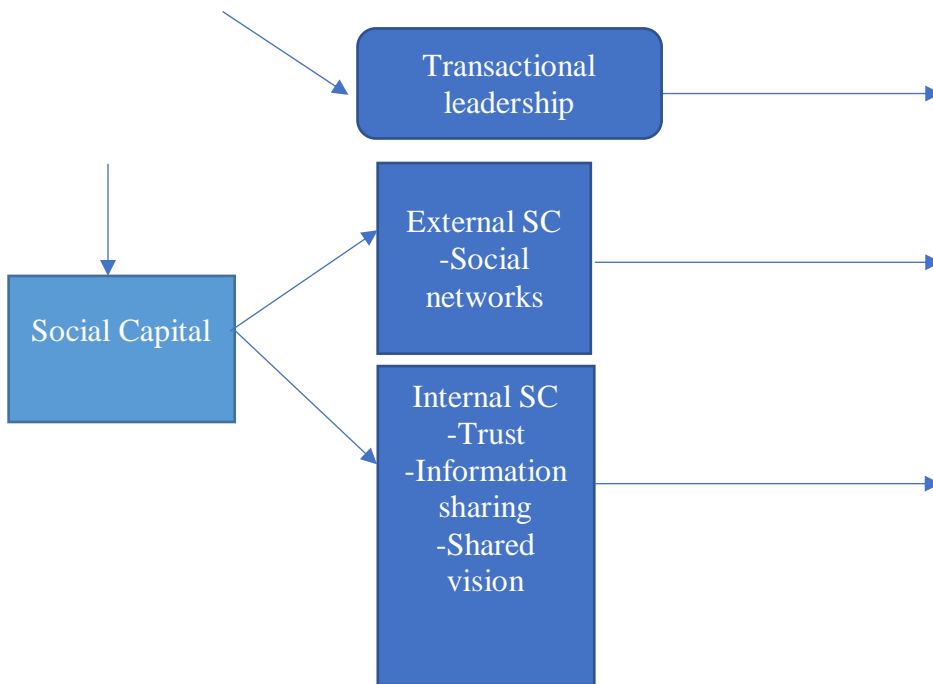 Transactional
leadership
External SC
-Social
networks
Social Capital
Internal SC
-Trust
-Information
sharing
-Shared
vision